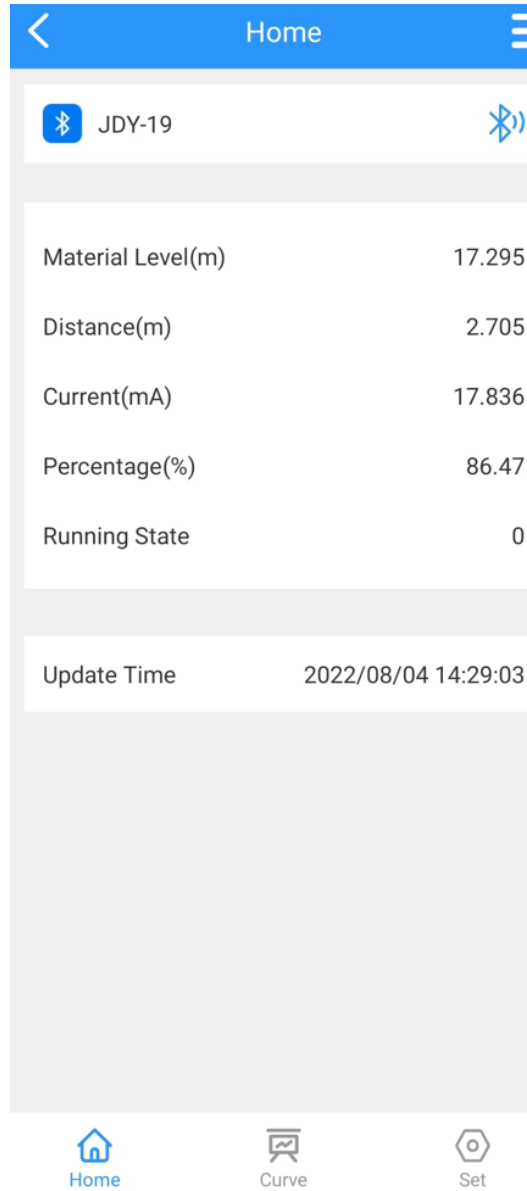 Home
JDY-19
Material Level(m) 17.295
Distance(m) 2.705
Current(mA) 17.836
Percentage(%) 86.47
Running State 0
Update Time 2022/08/04 14:29:03
Home Curve Set